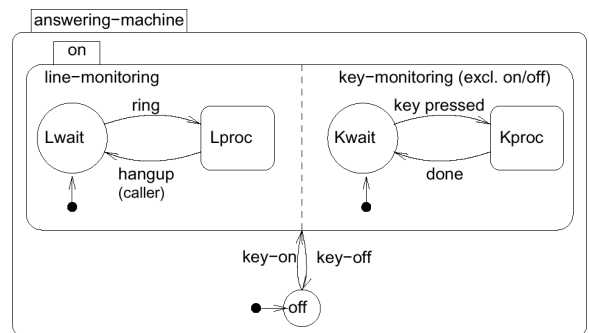 answering-machine
on
line-monitoring
key-monitoring (excl. on/off)
ring
key pressed
Lwait
Lproc
Kwait
Kproc
hangup
(caller)
done
key-on
key-off
off